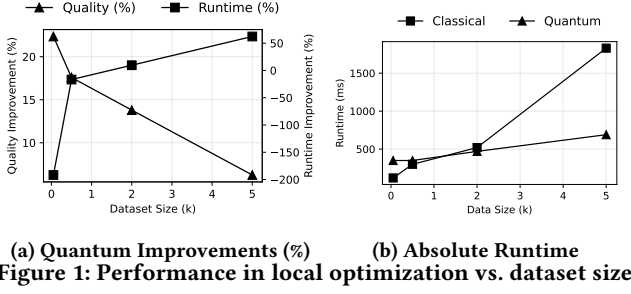 Quality (%) Runtime (%)
Classical Quantum
Quality Improvement (%)
20
15
10
50
0
−50
−100
−150
−200
Runtime Improvement (%)
0 1 2 3 4 5
Dataset Size (k)
Runtime (ms)
1500
1000
500
0 1 2 3 4 5
Data Size (k)
(a) Quantum Improvements (%) (b) Absolute Runtime
Figure 1: Performance in local optimization vs. dataset size